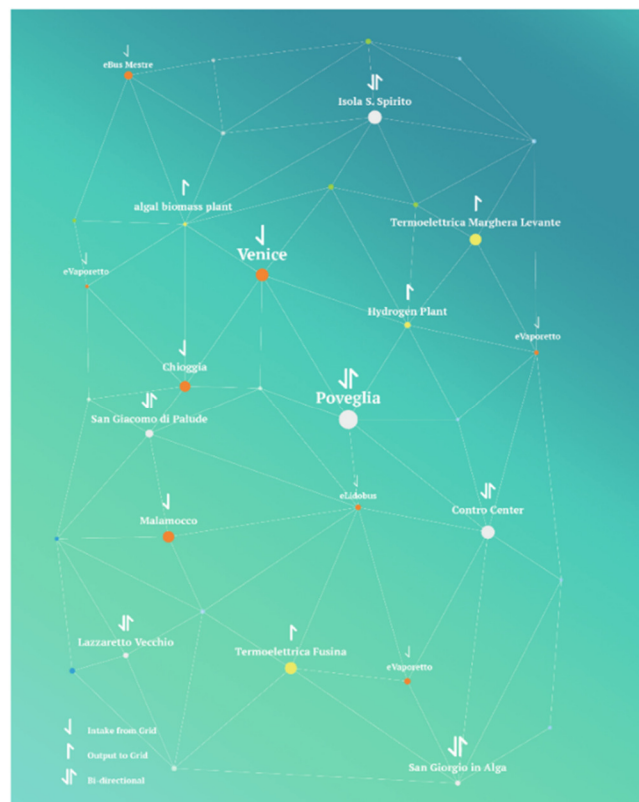 eBus Mestre
Isola S. Spirito
algal biomass plant
Termoelettrica Marghera Levante
Venice
eVaporetto
Hydrogen Plant
eVaporetto
Chioggia
Poveglia
San Giacomo di Palude
eLidobus
Contro Center
Malamocco
Lazzaretto Vecchio
Termoelettrica Fusina
eVaporetto
Intake from Grid
Output to Grid
San Giorgio in Alga
Bi-directional